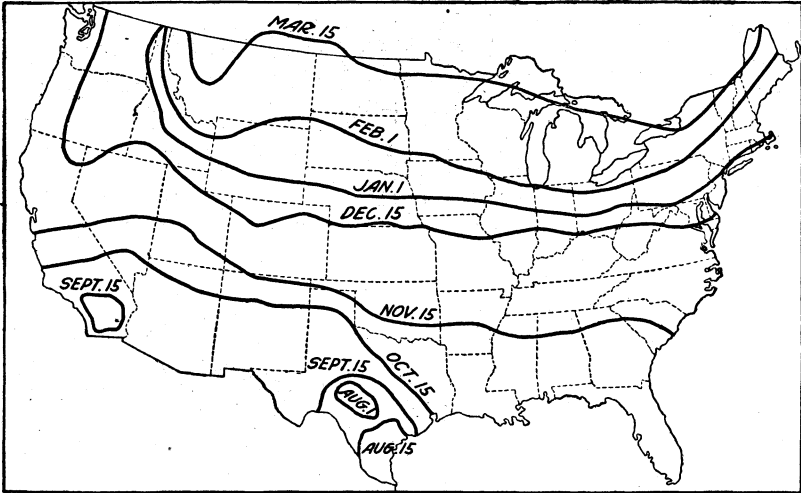 MAR. 15
FEB. 1
JAN. 1
DEC. 15
SEPT. 15
NOV. 15
SEPT. 15
OCT. 15
AUG. 1
AUG. 15